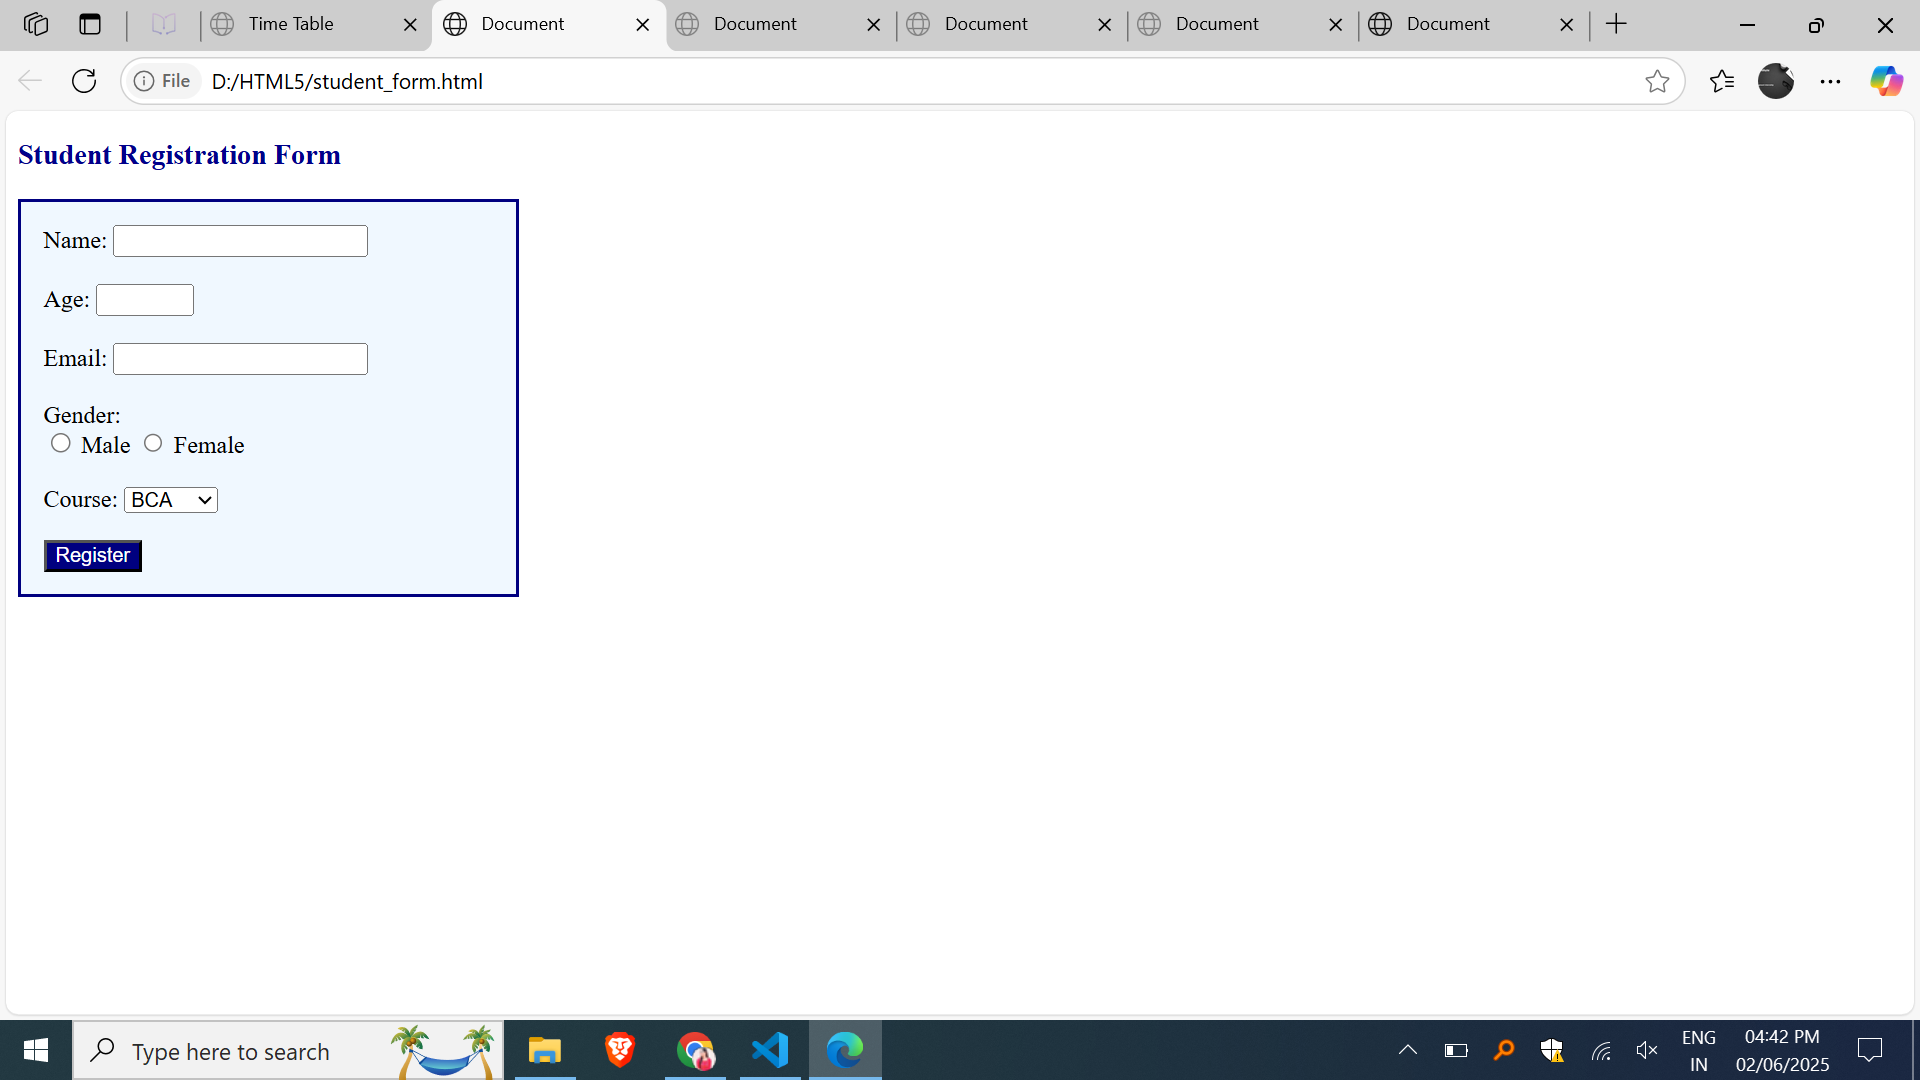 Time Table
Document
Document
Document
Document
Document
File
D:/HTML5/student_form.html
Student Registration Form
Name:
Age:
Email:
Gender:
Male Female
Course: BCA
Register
Type here to search
ENG
IN
04:42 PM
02/06/2025